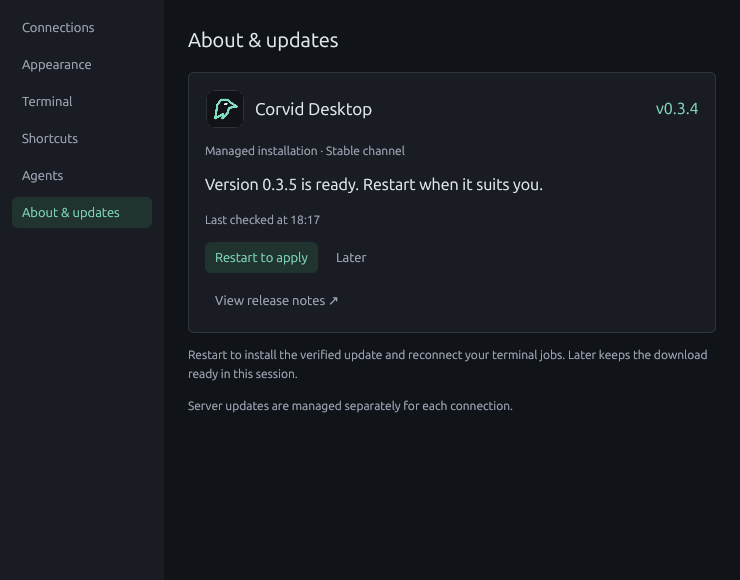 Connections
Appearance
Terminal
Shortcuts
Agents
About & updates
About & updates
Corvid Desktop
v0.3.4
Managed installation · Stable channel
Version 0.3.5 is ready. Restart when it suits you.
Last checked at 18:17
Restart to apply
Later
View release notes ↗
Restart to install the verified update and reconnect your terminal jobs. Later keeps the download
ready in this session.
Server updates are managed separately for each connection.